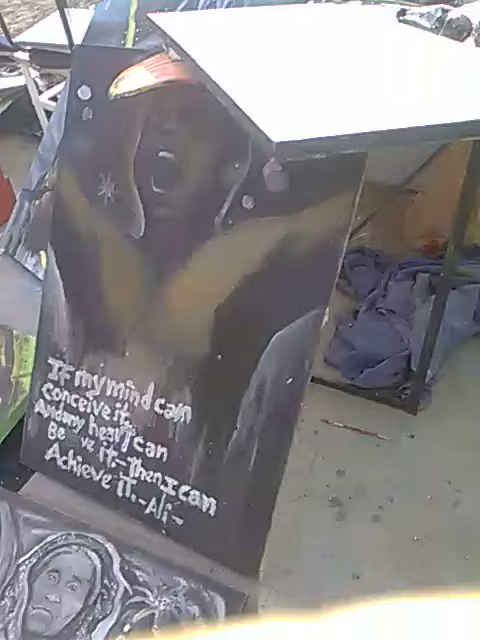 IF my mind can
conceive it,
And my heart can
Be ve it.- Then I can
Achieve it. -Ali-